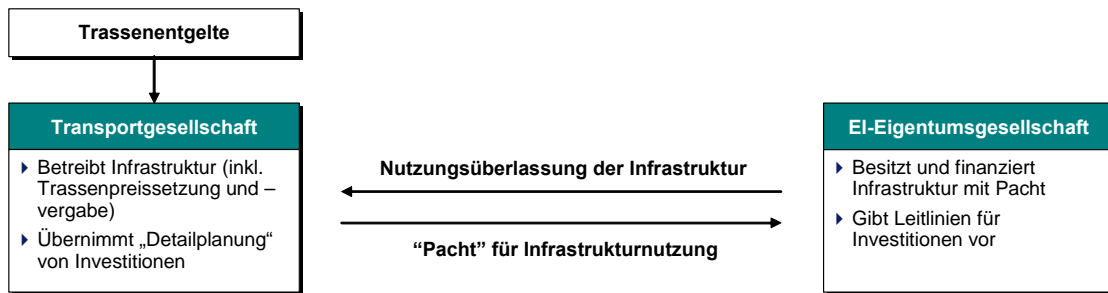 Trassenentgelte
Transportgesellschaft
Betreibt Infrastruktur (inkl.
Trassenpreissetzung und –
vergabe)
Übernimmt „Detailplanung“
von Investitionen
Nutzungsüberlassung der Infrastruktur
“Pacht” für Infrastrukturnutzung
EI-Eigentumsgesellschaft
Besitzt und finanziert
Infrastruktur mit Pacht
Gibt Leitlinien für
Investitionen vor